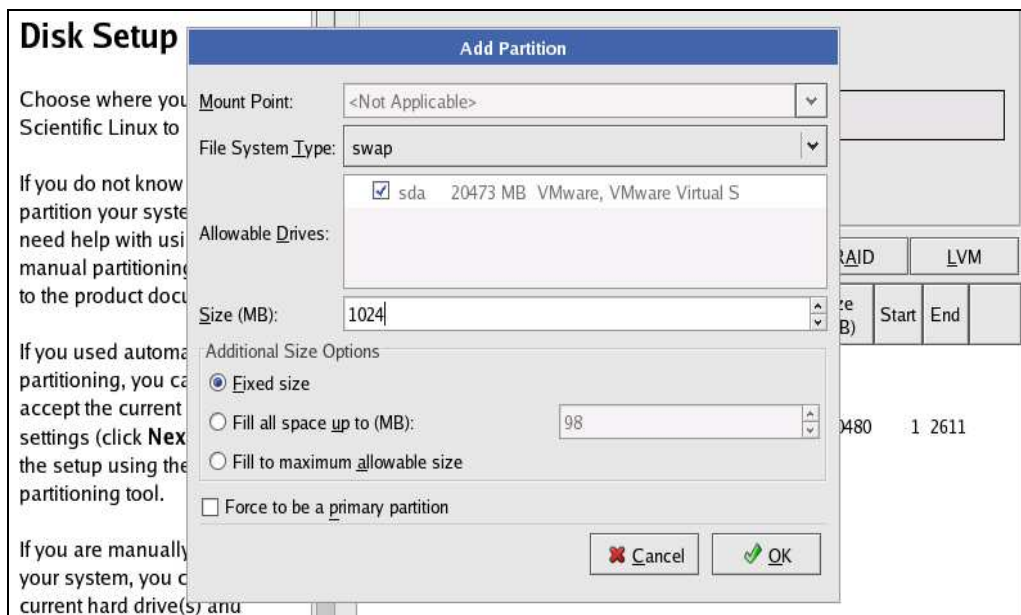 Disk Setup
Choose where you
Scientific Linux to
If you do not know
partition your syste
need help with usi
manual partitioning
to the product docu
If you used automa
partitioning, you ca
accept the current
settings (click Nex
the setup using the
partitioning tool.
If you are manually
your system, you c
current hard drive(s) and
Add Partition
Mount Point: <Not Applicable>
File System Type: swap
Allowable Drives:
sda 20473 MB VMware, VMware Virtual S
Size (MB): 1024
Additional Size Options
Fixed size
Fill all space up to (MB): 98
Fill to maximum allowable size
Force to be a primary partition
Cancel OK
RAID LVM
ze
B) Start End
0480 1 2611